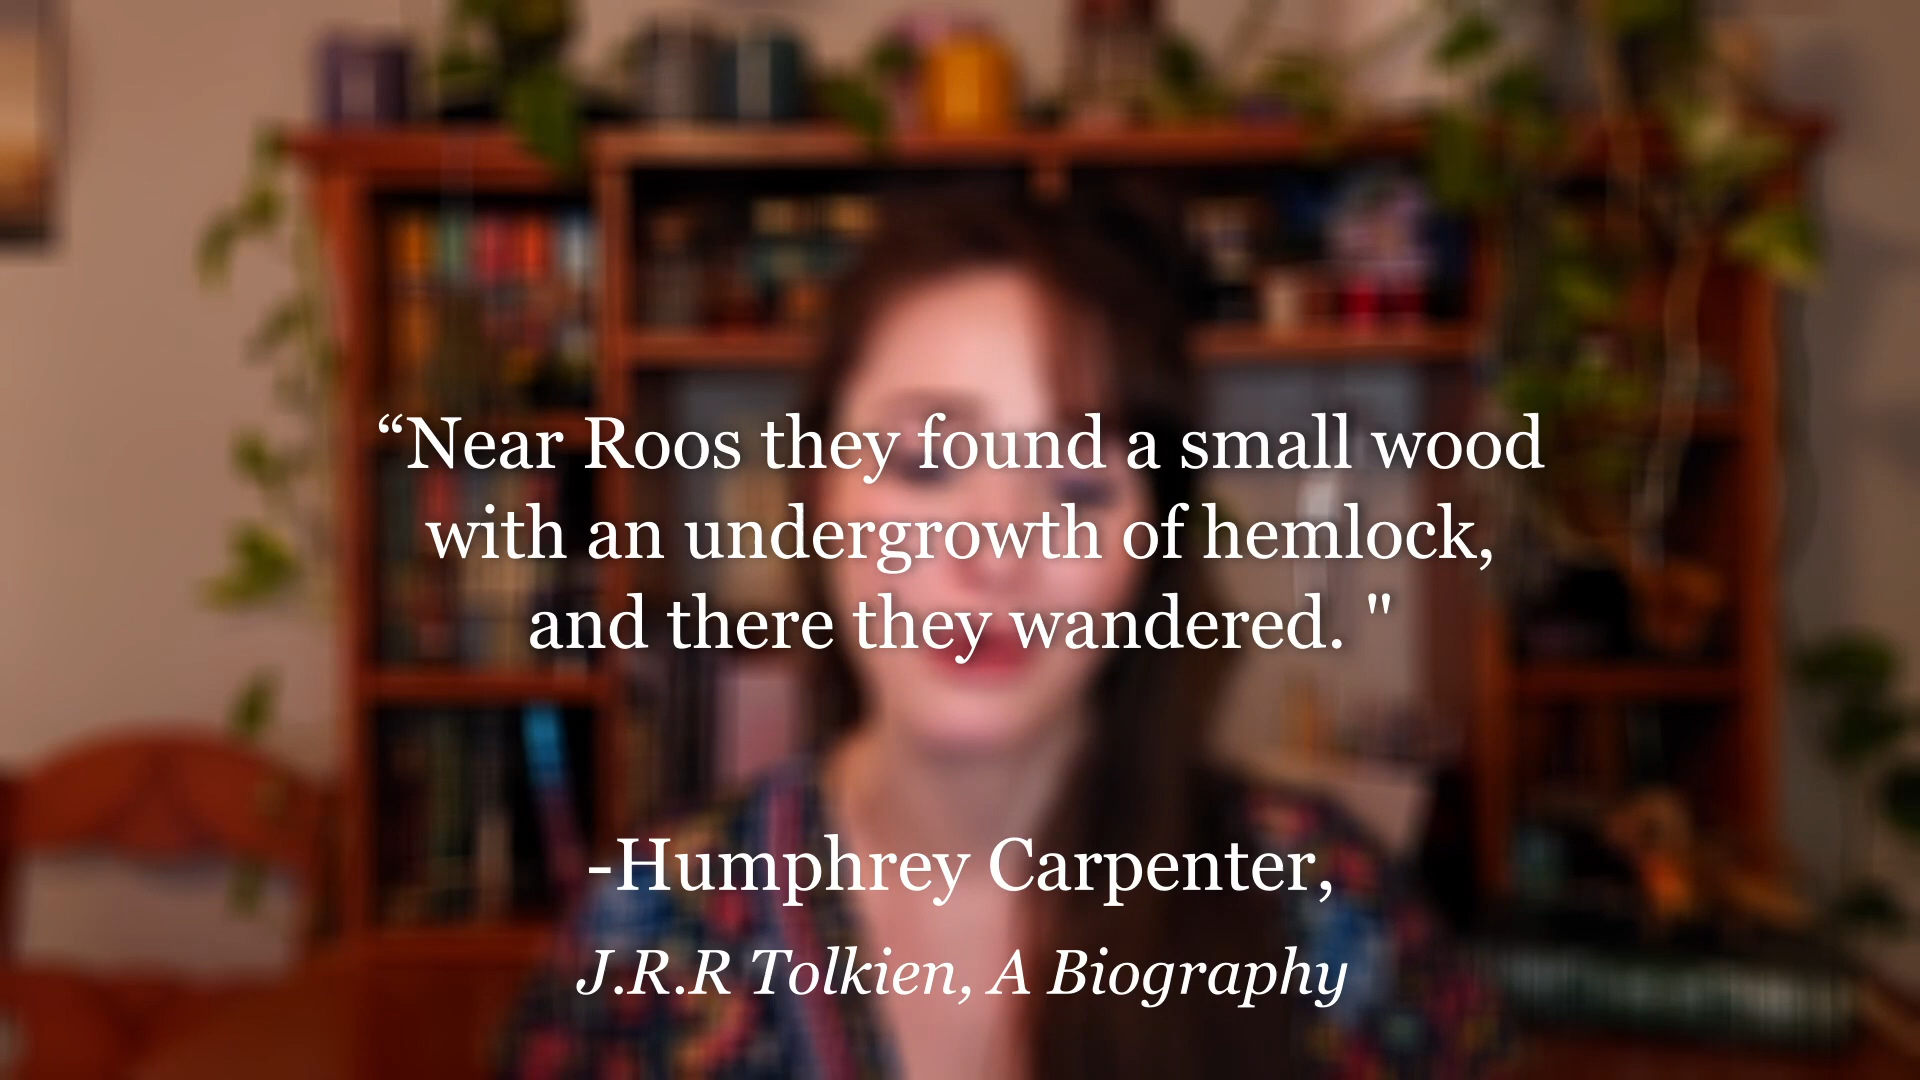 “Near Roos they found a small wood
with an undergrowth of hemlock,
and there they wandered. "
-Humphrey Carpenter,
J.R.R Tolkien, A Biography